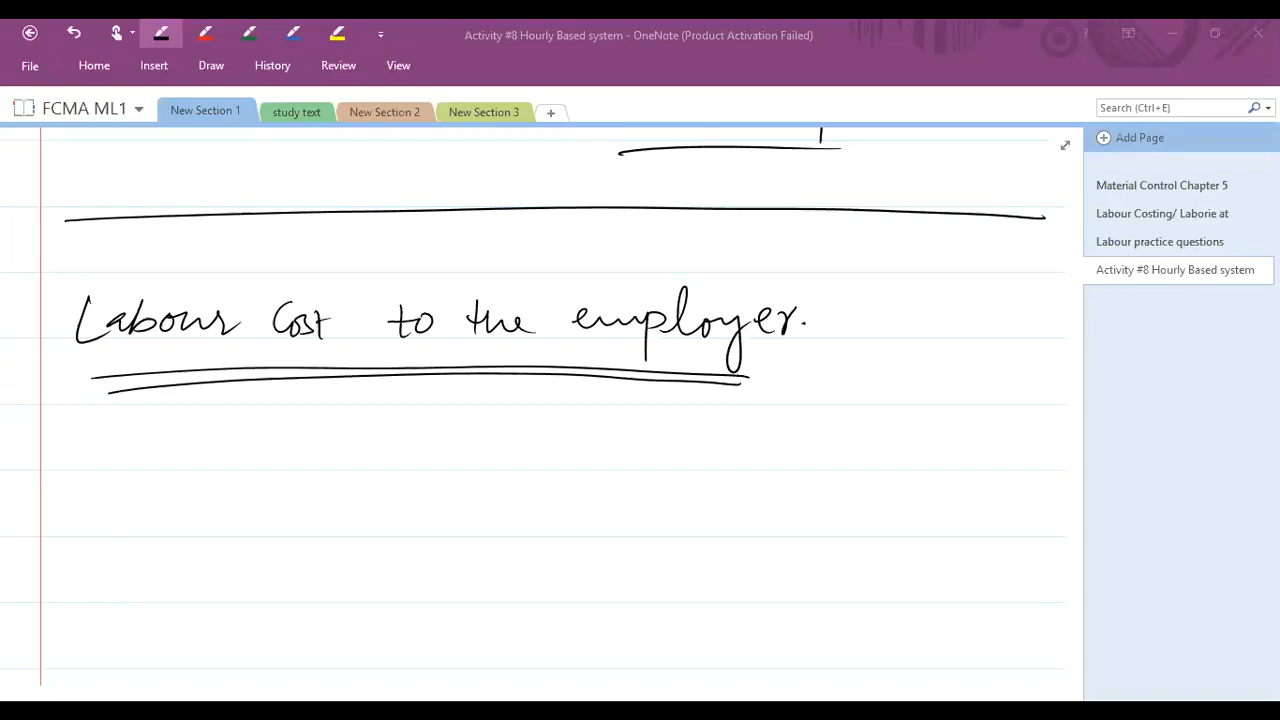 Activity #8 Hourly Based system - OneNote (Product Activation Failed)
File Home Insert Draw History Review View
FCMA ML1 New Section 1 study text New Section 2 New Section 3
Search (Ctrl+E)
Add Page
Material Control Chapter 5
Labour Costing/ Laborie at
Labour practice questions
Activity #8 Hourly Based system
Labour Cost to the employer.